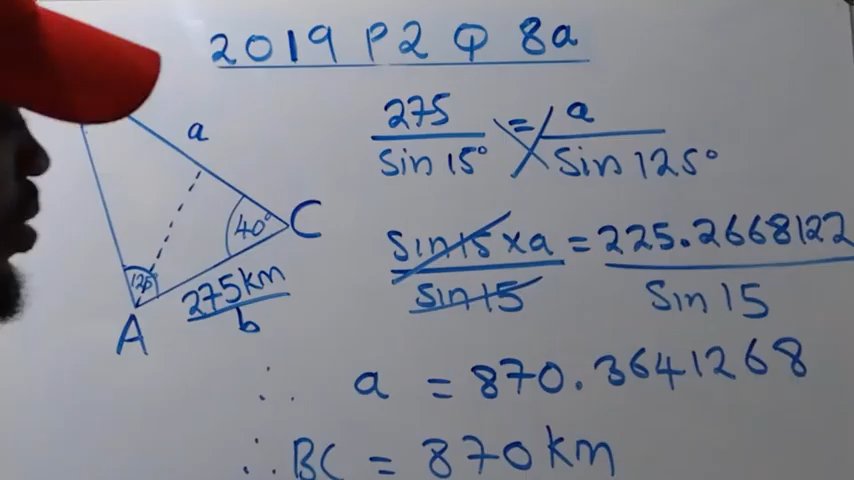 2019 P2 Q 8a
a
40°
C
125°
275km
b
A
275 = a
Sin 15° Sin 125°
Sin 15 x a = 225.2668122
Sin 15 Sin 15
∴ a = 870.3641268
∴ BC = 870 km